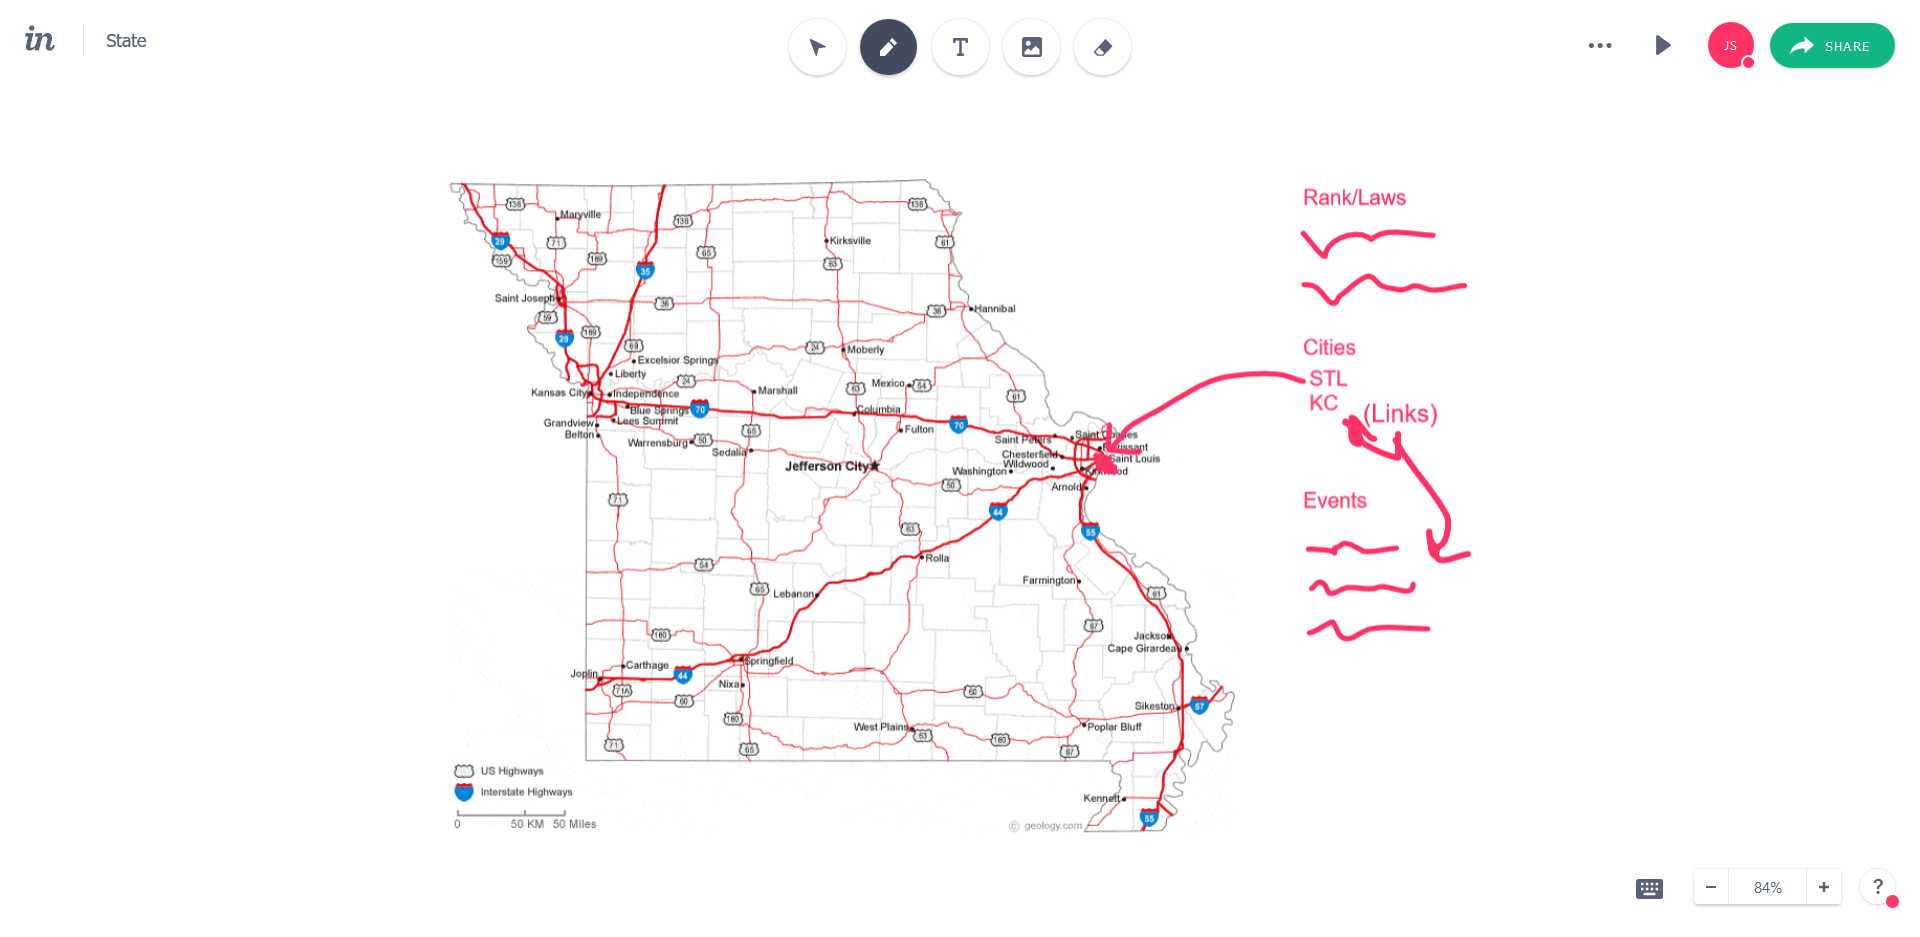 in
State
T
JS
SHARE
136
136
136
Maryville
71
29
159
169
35
65
Kirksville
63
61
Saint Joseph
59
36
36
Hannibal
29
169
69
Excelsior Springs
24
Moberly
Liberty
24
Marshall
63
Mexico
54
61
Kansas City
Independence
Blue Springs
70
Columbia
Grandview
Lees Summit
Belton
Warrensburg
50
65
Sedalia
Fulton
70
Saint Peters
Saint Charles
Florissant
Chesterfield
Saint Louis
Wildwood
Kirkwood
Jefferson City
Washington
50
Arnold
71
44
63
55
54
Rolla
65
Lebanon
Farmington
61
160
67
Jackson
Cape Girardeau
Joplin
Carthage
44
Springfield
71A
60
Nixa
60
Sikeston
57
160
West Plains
63
160
Poplar Bluff
67
71
65
Kennett
55
US Highways
Interstate Highways
0 50 KM 50 MIles
© geology.com
Rank/Laws
Cities
STL
KC
(Links)
Events
− 84% +
?